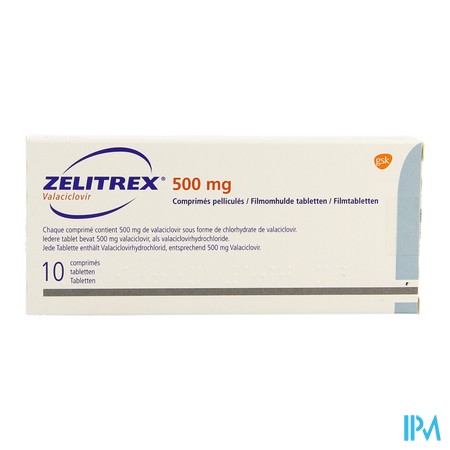 ZELITREX® 500 mg
Valaciclovir
gsk
Comprimés pelliculés / Filmomhulde tabletten / Filmtabletten
Chaque comprimé contient 500 mg de valaciclovir sous forme de chlorhydrate de valaciclovir.
Iedere tablet bevat 500 mg valaciclovir, als valaciclovirhydrochloride.
Jede Tablette enthält Valaciclovirhydrochlorid, entsprechend 500 mg Valaciclovir.
10 comprimés
tabletten
Tabletten
IPM